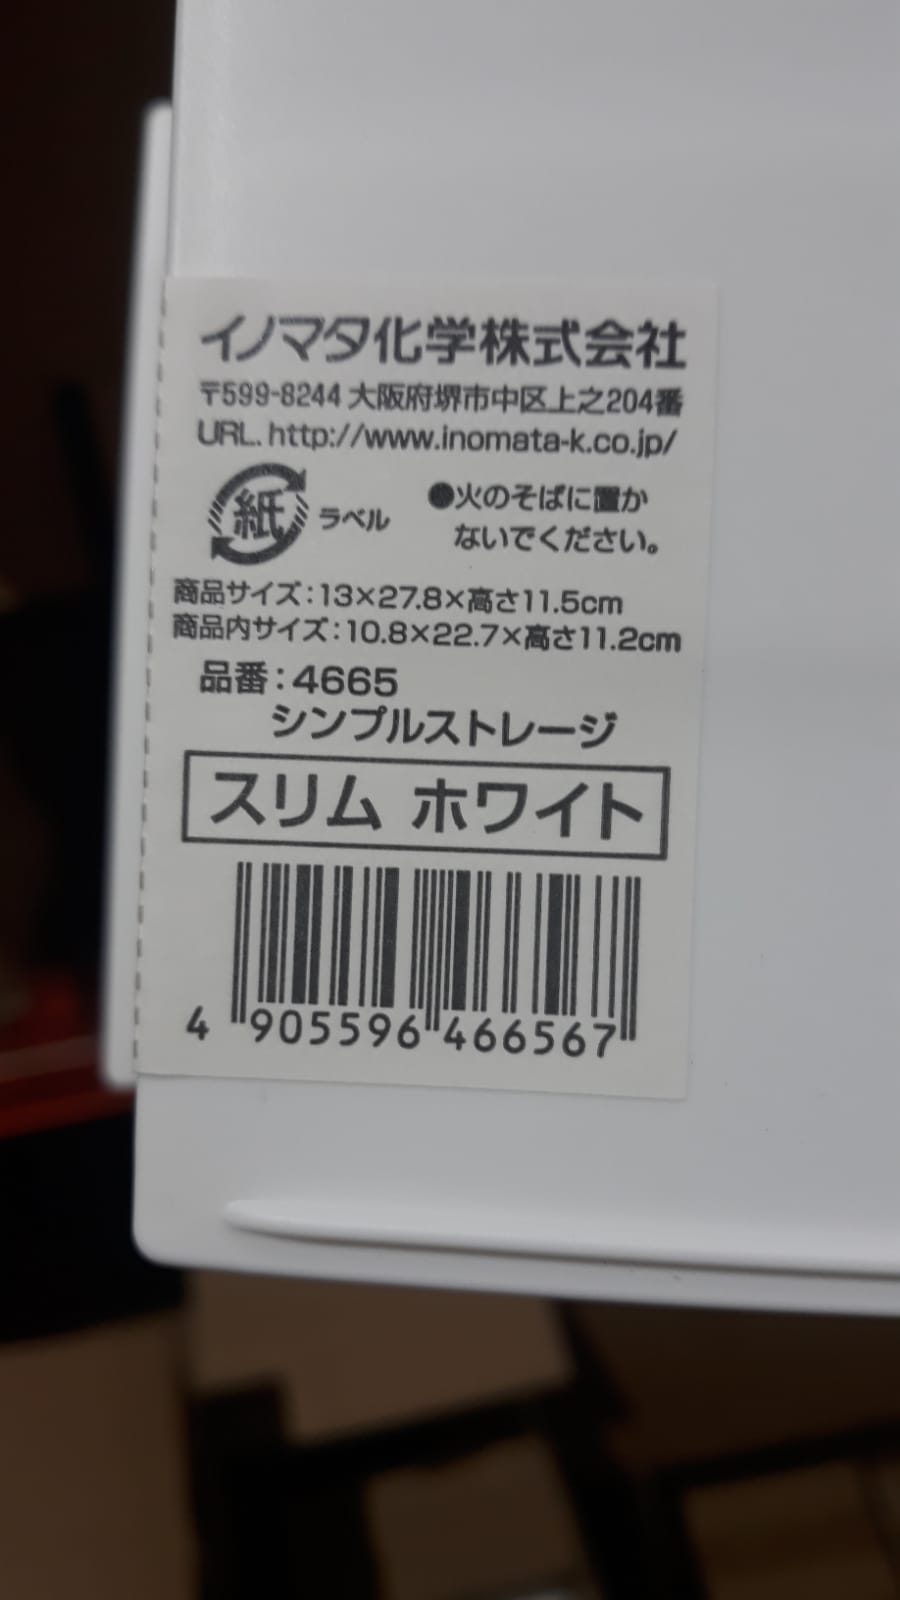 イノマタ化学株式会社
〒599-8244 大阪府堺市中区上之204番
URL. http://www.inomata-k.co.jp/
紙 ラベル
●火のそばに置か
ないでください。
商品サイズ:13×27.8×高さ11.5cm
商品内サイズ:10.8×22.7×高さ11.2cm
品番:4665
シンプルストレージ
スリム ホワイト
4 905596 466567